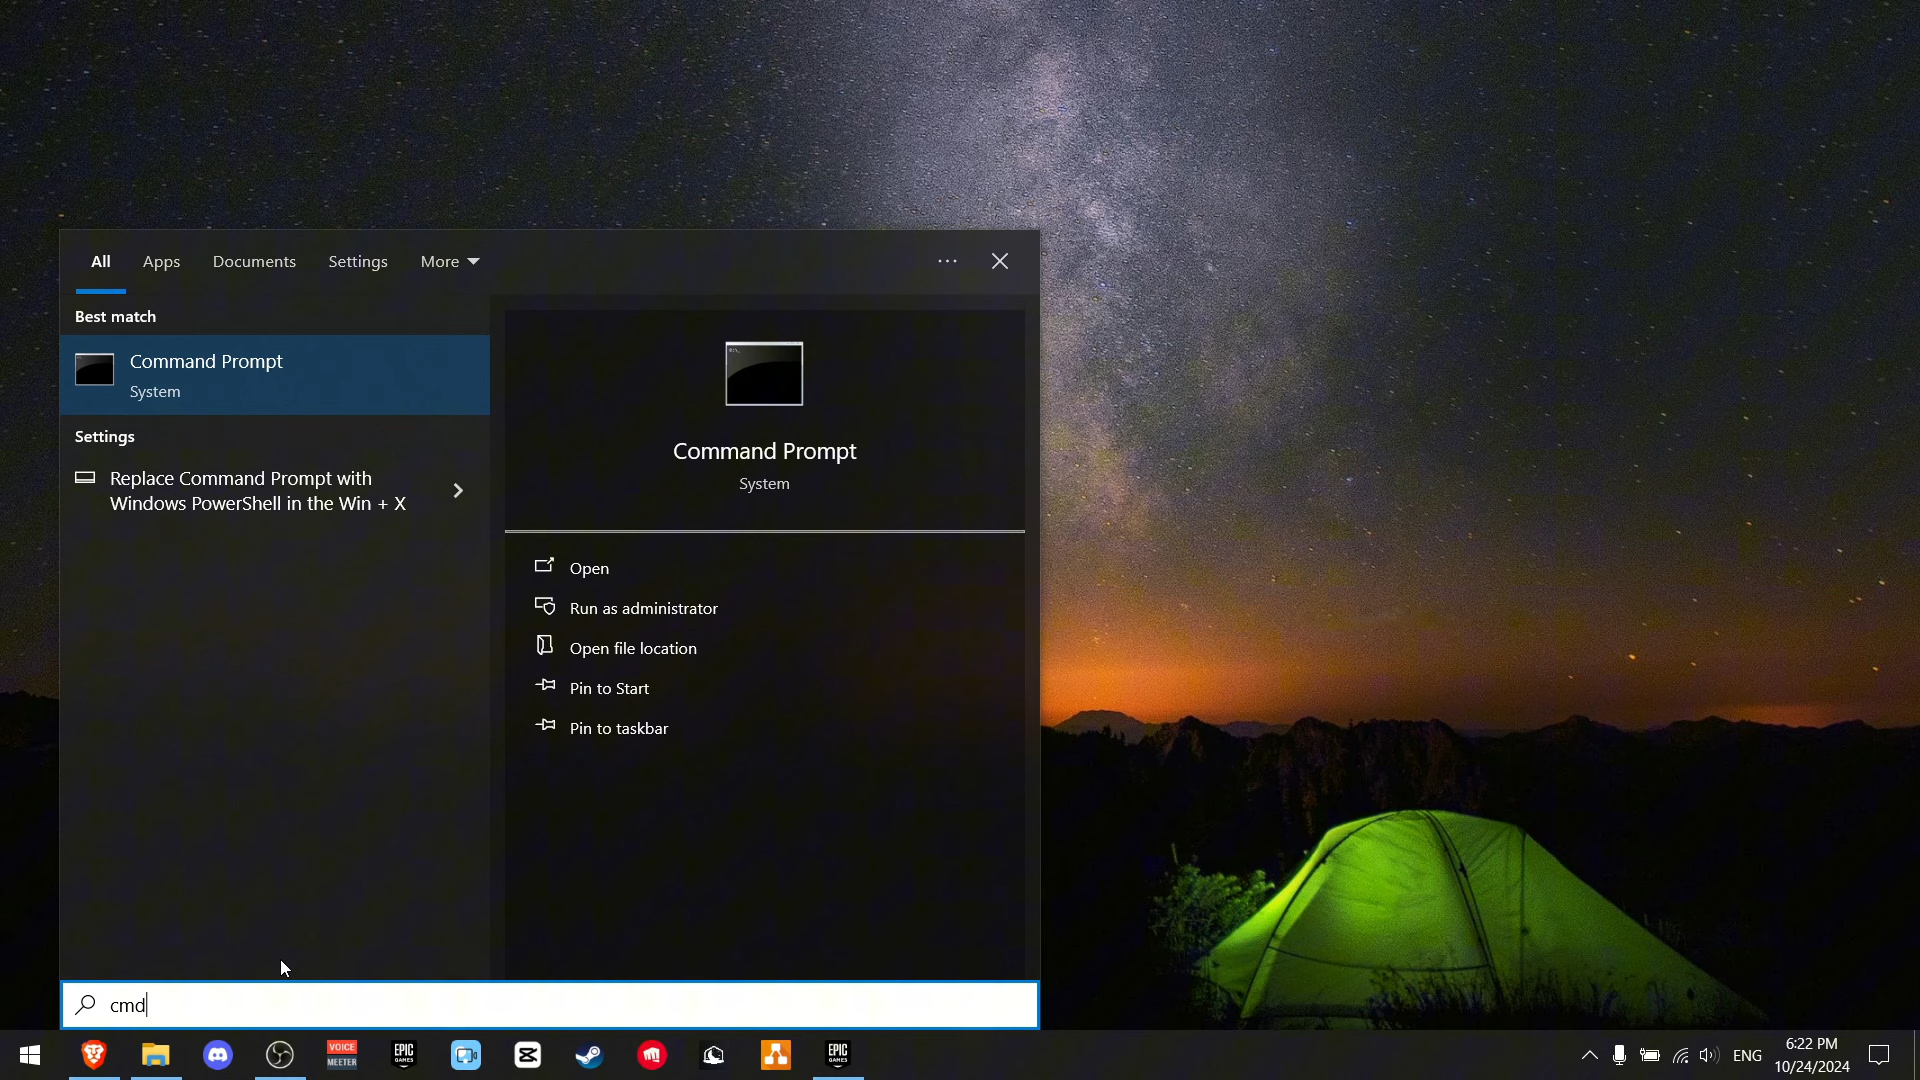 All Apps Documents Settings More
Best match
Command Prompt
System
Settings
Replace Command Prompt with
Windows PowerShell in the Win + X
Command Prompt
System
Open
Run as administrator
Open file location
Pin to Start
Pin to taskbar
cmd
VOICE
MEETER
EPIC
GAMES
EPIC
GAMES
ENG
6:22 PM
10/24/2024